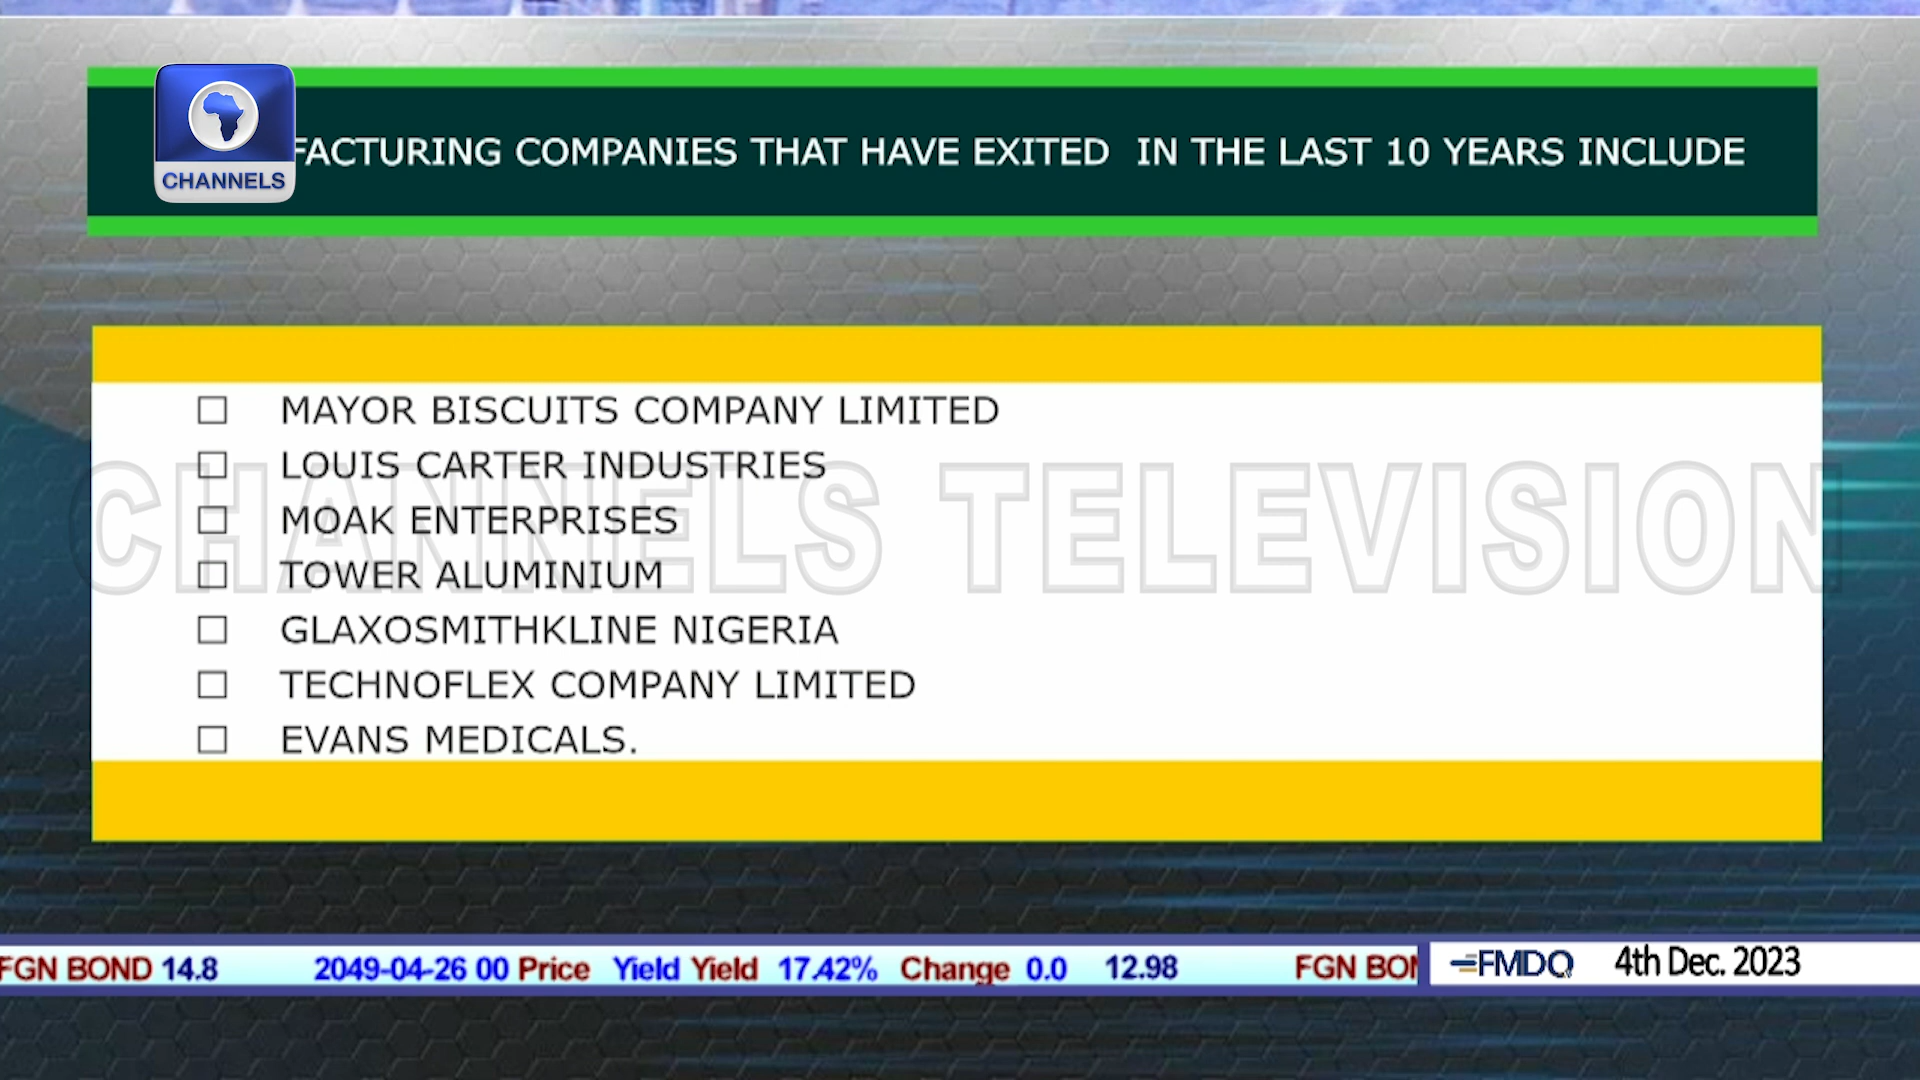 CHANNELS
FACTURING COMPANIES THAT HAVE EXITED IN THE LAST 10 YEARS INCLUDE
☐ MAYOR BISCUITS COMPANY LIMITED
☐ LOUIS CARTER INDUSTRIES
☐ MOAK ENTERPRISES
☐ TOWER ALUMINIUM
☐ GLAXOSMITHKLINE NIGERIA
☐ TECHNOFLEX COMPANY LIMITED
☐ EVANS MEDICALS.
CHANNELS TELEVISION
FGN BOND 14.8 2049-04-26 00 Price Yield Yield 17.42% Change 0.0 12.98 FGN BON
FMDQ 4th Dec. 2023